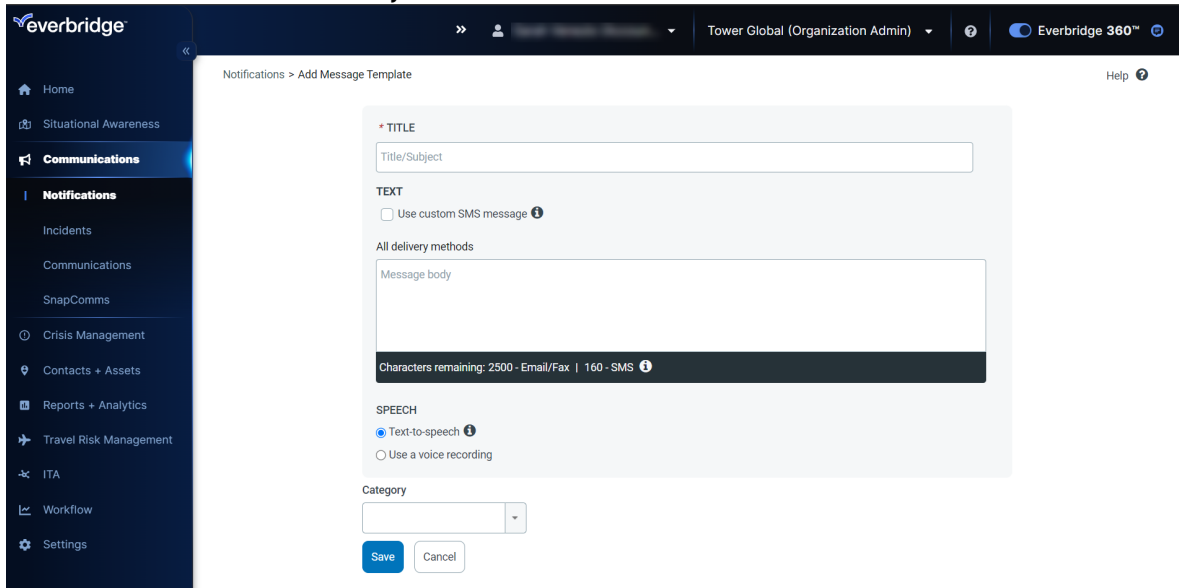 everbridge™
«
»
Tower Global (Organization Admin)
Everbridge 360™
Home
Situational Awareness
Communications
Notifications
Incidents
Communications
SnapComms
Crisis Management
Contacts + Assets
Reports + Analytics
Travel Risk Management
ITA
Workflow
Settings
Notifications > Add Message Template
Help ?
* TITLE
Title/Subject
TEXT
Use custom SMS message
All delivery methods
Message body
Characters remaining: 2500 - Email/Fax | 160 - SMS
SPEECH
Text-to-speech
Use a voice recording
Category
Save
Cancel